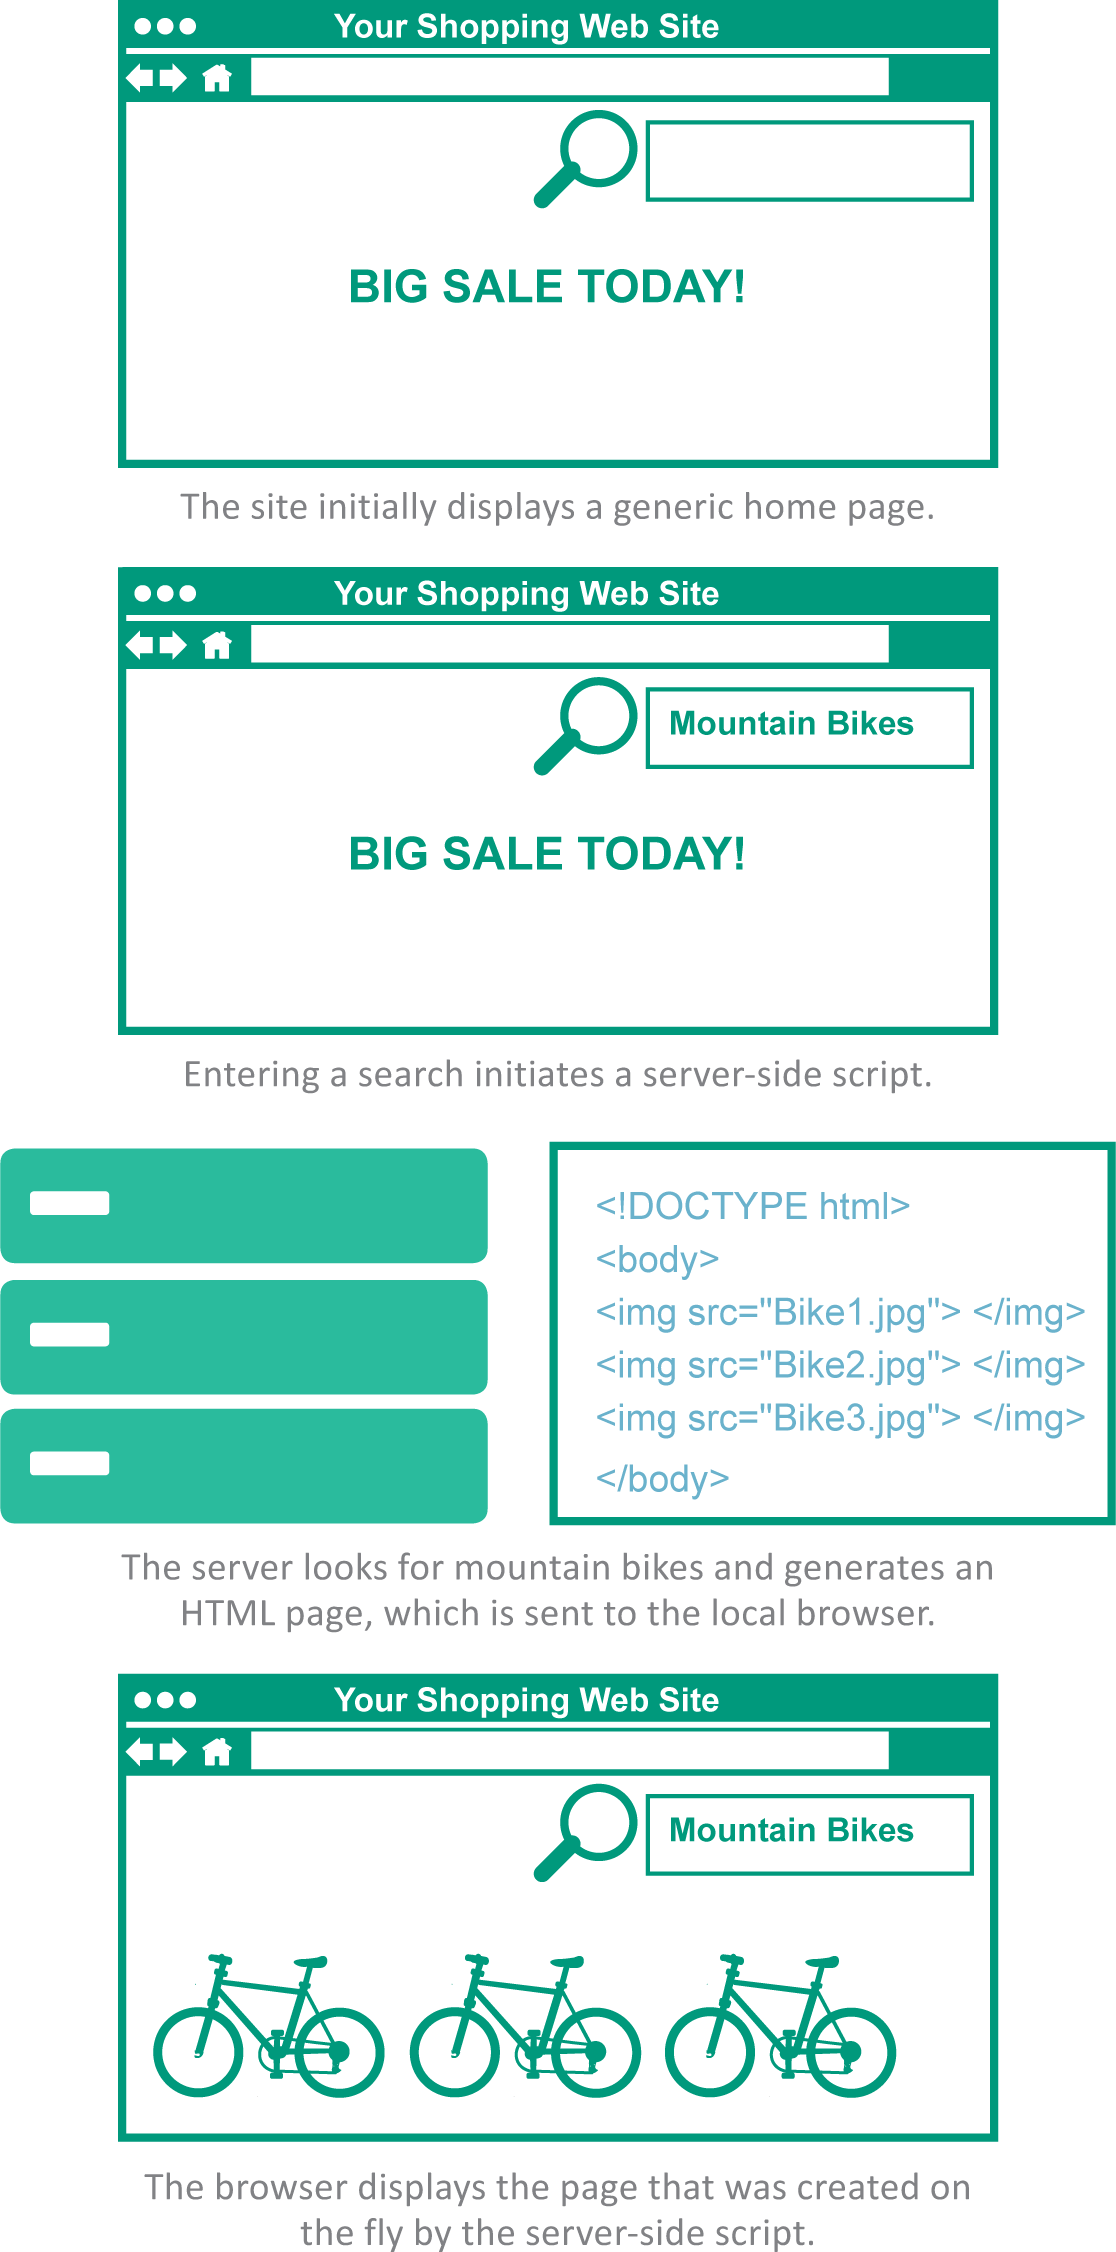 Your Shopping Web Site
BIG SALE TODAY!
The site initially displays a generic home page.
Your Shopping Web Site
Mountain Bikes
BIG SALE TODAY!
Entering a search initiates a server-side script.
<!DOCTYPE html>
<body>
<img src="Bike1.jpg"> </img>
<img src="Bike2.jpg"> </img>
<img src="Bike3.jpg"> </img>
</body>
The server looks for mountain bikes and generates an
HTML page, which is sent to the local browser.
Your Shopping Web Site
Mountain Bikes
The browser displays the page that was created on
the fly by the server-side script.